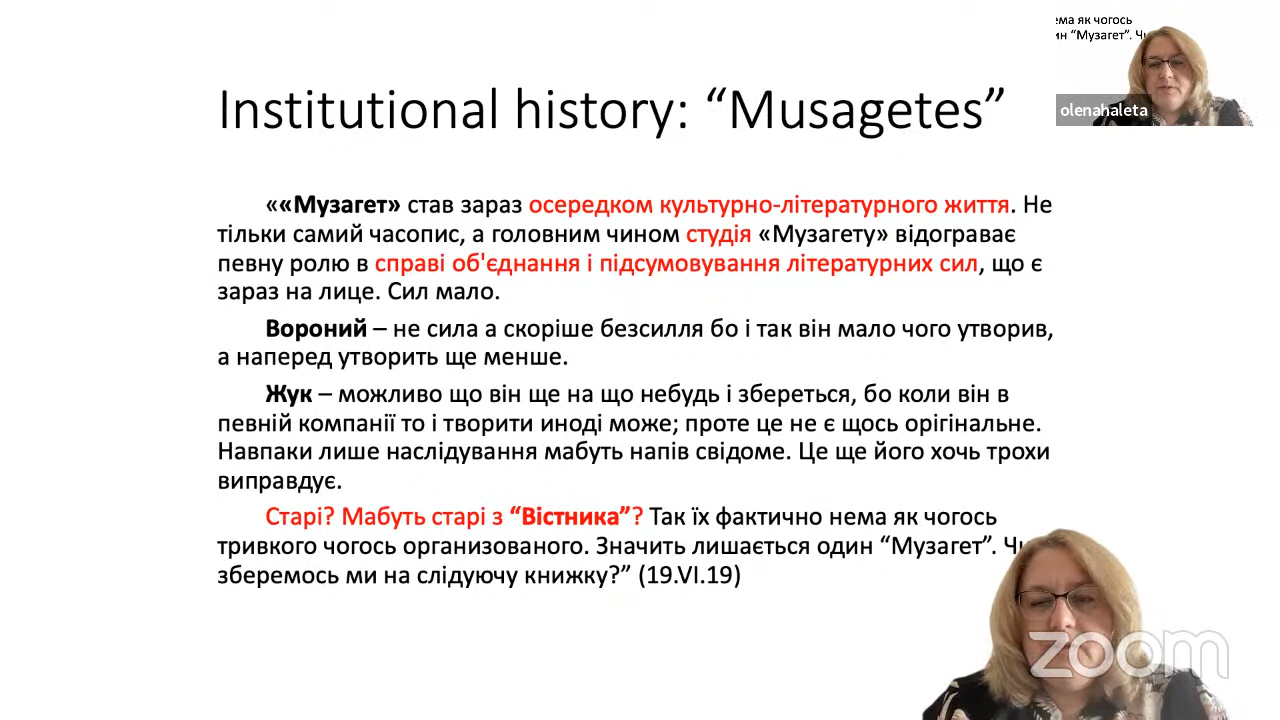 ема як чогось
ин “Музагет”.
olenahaleta
Institutional history: “Musagetes”
««Музагет» став зараз осередком культурно-літературного життя. Не
тільки самий часопис, а головним чином студія «Музагету» відограває
певну ролю в справі об'єднання і підсумовування літературних сил, що є
зараз на лице. Сил мало.
Вороний – не сила а скоріше безсилля бо і так він мало чого утворив,
а наперед утворить ще менше.
Жук – можливо що він ще на що небудь і збереться, бо коли він в
певній компанії то і творити иноді може; проте це не є щось орігінальне.
Навпаки лише наслідування мабуть напів свідоме. Це ще його хочь трохи
виправдує.
Старі? Мабуть старі з “Вістника”? Так їх фактично нема як чогось
тривкого чогось организованого. Значить лишається один “Музагет”.
зберемось ми на слідуючу книжку?” (19.VI.19)
zoom